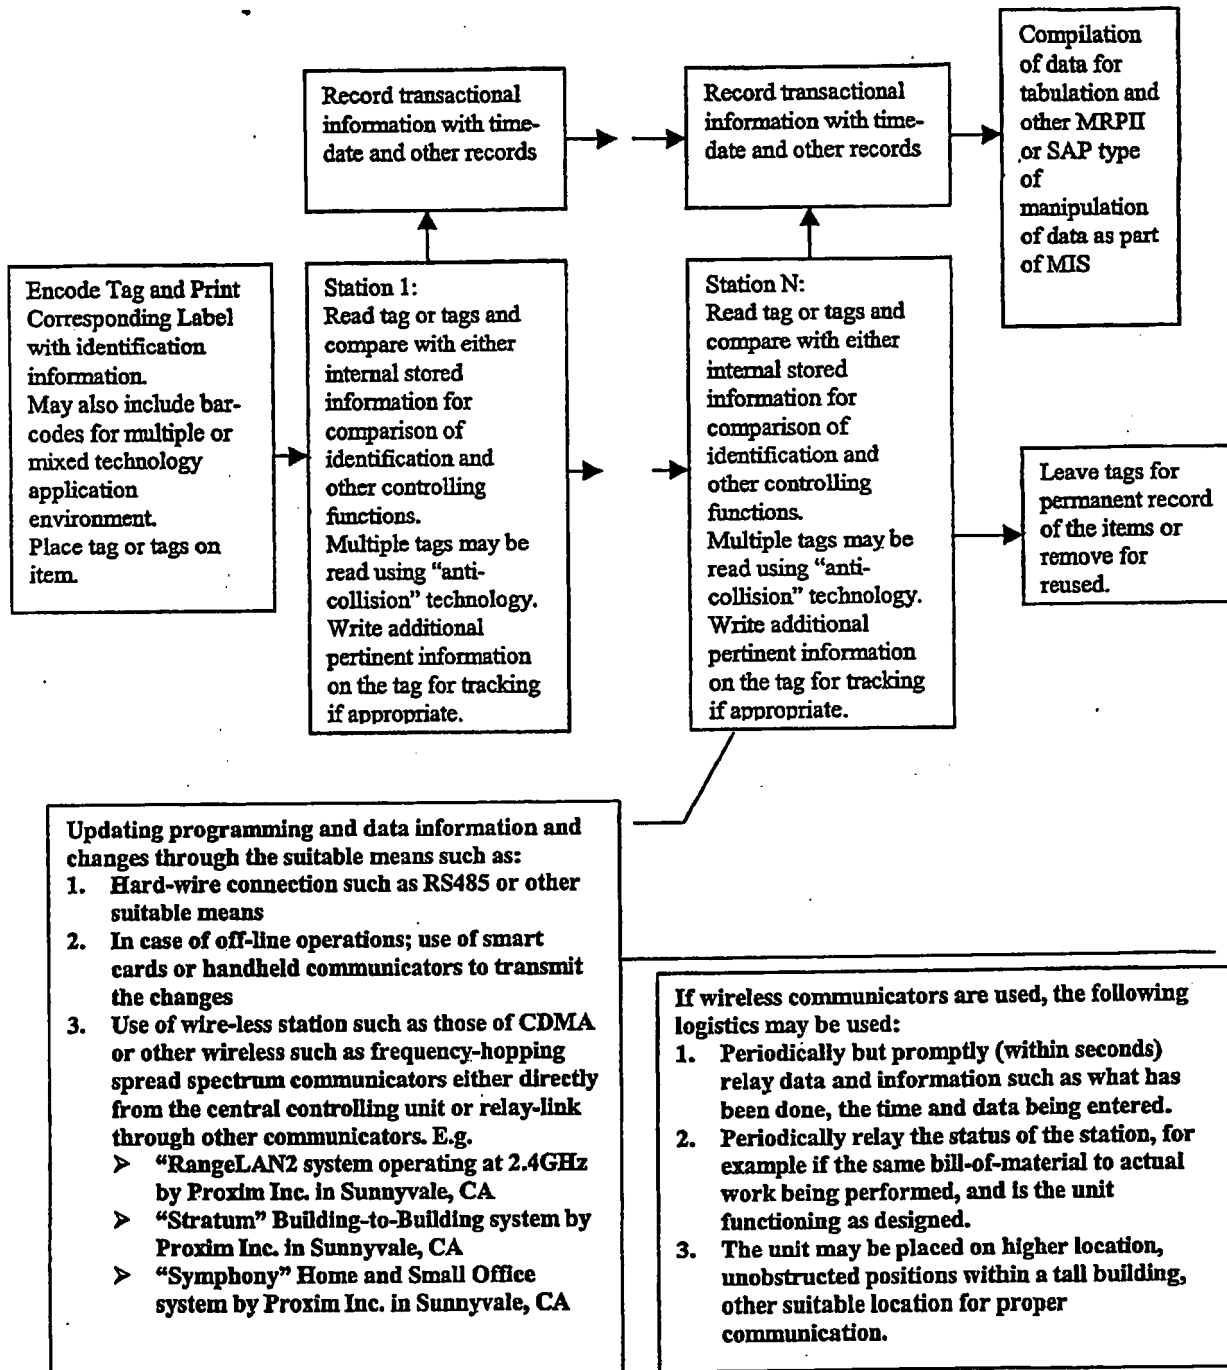 Compilation
of data for
tabulation and
other MRPII
or SAP type
of
manipulation
of data as part
of MIS
Record transactional
information with time-
date and other records
Record transactional
information with time-
date and other records
Encode Tag and Print
Corresponding Label
with identification
information.
May also include bar-
codes for multiple or
mixed technology
application
environment.
Place tag or tags on
item.
Station 1:
Read tag or tags and
compare with either
internal stored
information for
comparison of
identification and
other controlling
functions.
Multiple tags may be
read using "anti-
collision" technology.
Write additional
pertinent information
on the tag for tracking
if appropriate.
Station N:
Read tag or tags and
compare with either
internal stored
information for
comparison of
identification and
other controlling
functions.
Multiple tags may be
read using "anti-
collision" technology.
Write additional
pertinent information
on the tag for tracking
if appropriate.
Leave tags for
permanent record
of the items or
remove for
reused.
Updating programming and data information and
changes through the suitable means such as:
1. Hard-wire connection such as RS485 or other
suitable means
2. In case of off-line operations; use of smart
cards or handheld communicators to transmit
the changes
3. Use of wire-less station such as those of CDMA
or other wireless such as frequency-hopping
spread spectrum communicators either directly
from the central controlling unit or relay-link
through other communicators. E.g.
➢ "RangeLAN2 system operating at 2.4GHz
by Proxim Inc. in Sunnyvale, CA
➢ "Stratum" Building-to-Building system by
Proxim Inc. in Sunnyvale, CA
➢ "Symphony" Home and Small Office
system by Proxim Inc. in Sunnyvale, CA
If wireless communicators are used, the following
logistics may be used:
1. Periodically but promptly (within seconds)
relay data and information such as what has
been done, the time and data being entered.
2. Periodically relay the status of the station, for
example if the same bill-of-material to actual
work being performed, and is the unit
functioning as designed.
3. The unit may be placed on higher location,
unobstructed positions within a tall building,
other suitable location for proper
communication.